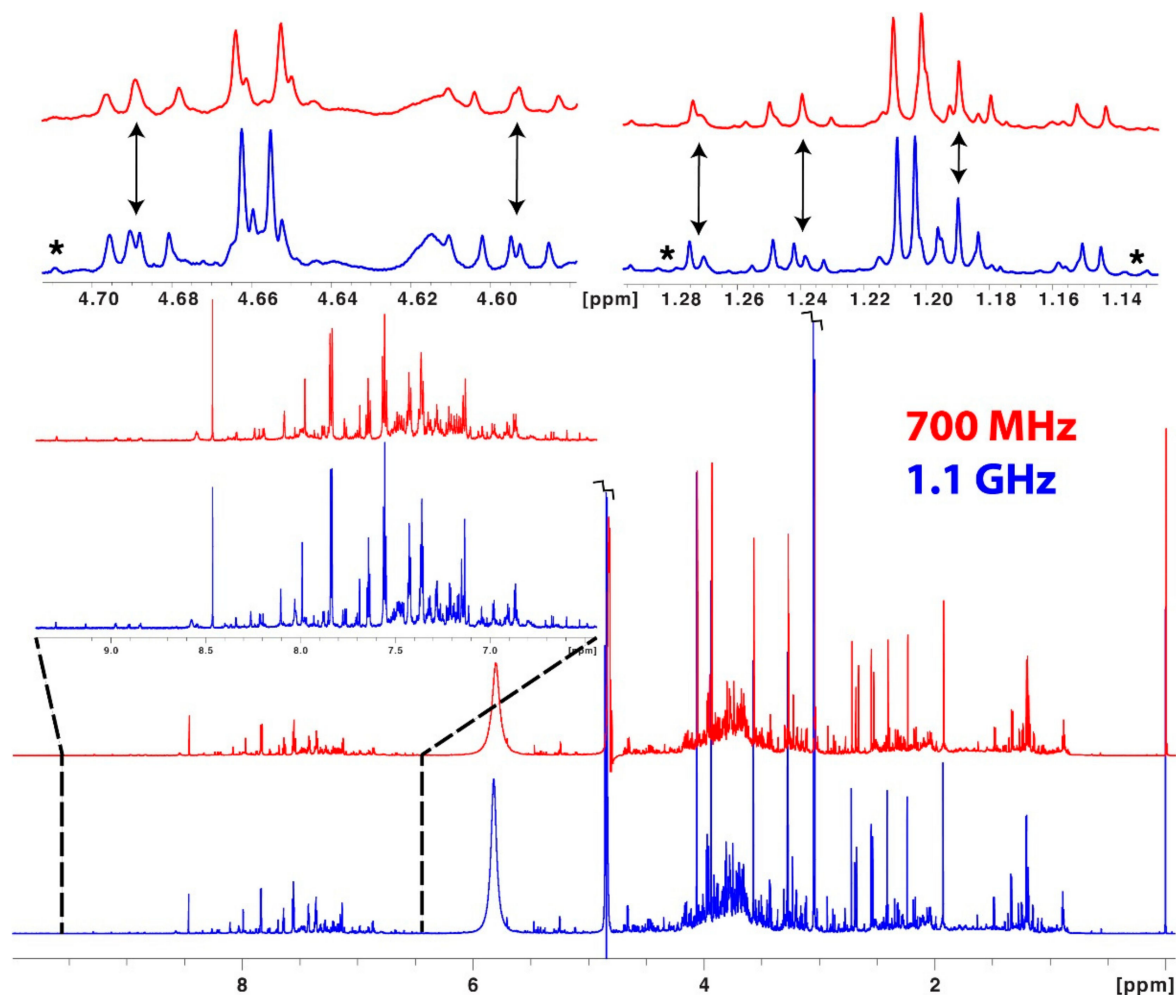 * 4.70 4.68 4.66 4.64 4.62 4.60 [ppm]
* 1.28 1.26 1.24 1.22 1.20 1.18 1.16 1.14 *
700 MHz
1.1 GHz
9.0 8.5 8.0 7.5 7.0 [ppm]
8 6 4 2 [ppm]